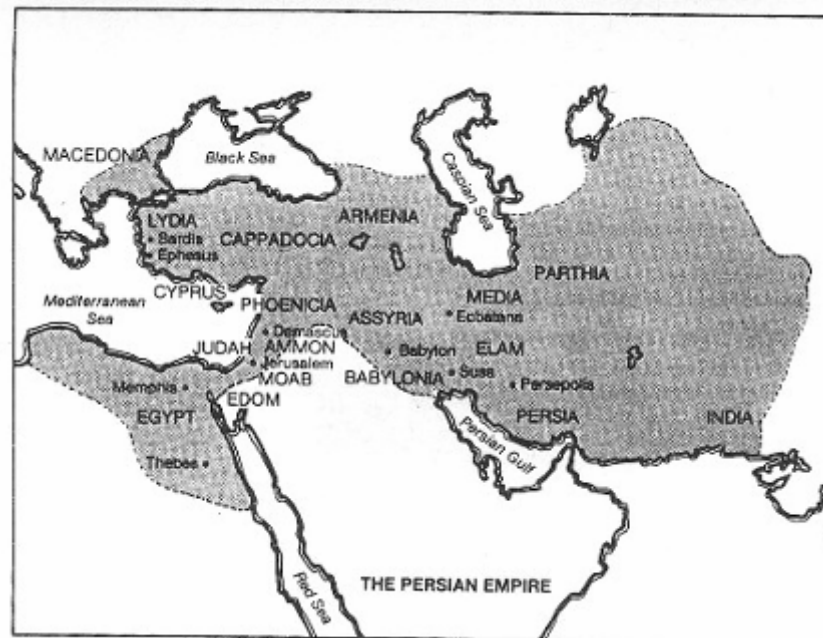 MACEDONIA
Black Sea
Caspian Sea
LYDIA
Sardis
Ephesus
CAPPADOCIA
ARMENIA
PARTHIA
CYPRUS
Mediterranean
Sea
PHOENICIA
MEDIA
Ecbatana
ASSYRIA
Damascus
JUDAH
AMMON
Babylon
ELAM
Jerusalem
MOAB
BABYLONIA
Susa
Persepolis
Memphis
EDOM
EGYPT
PERSIA
INDIA
Persian Gulf
Thebes
Red Sea
THE PERSIAN EMPIRE